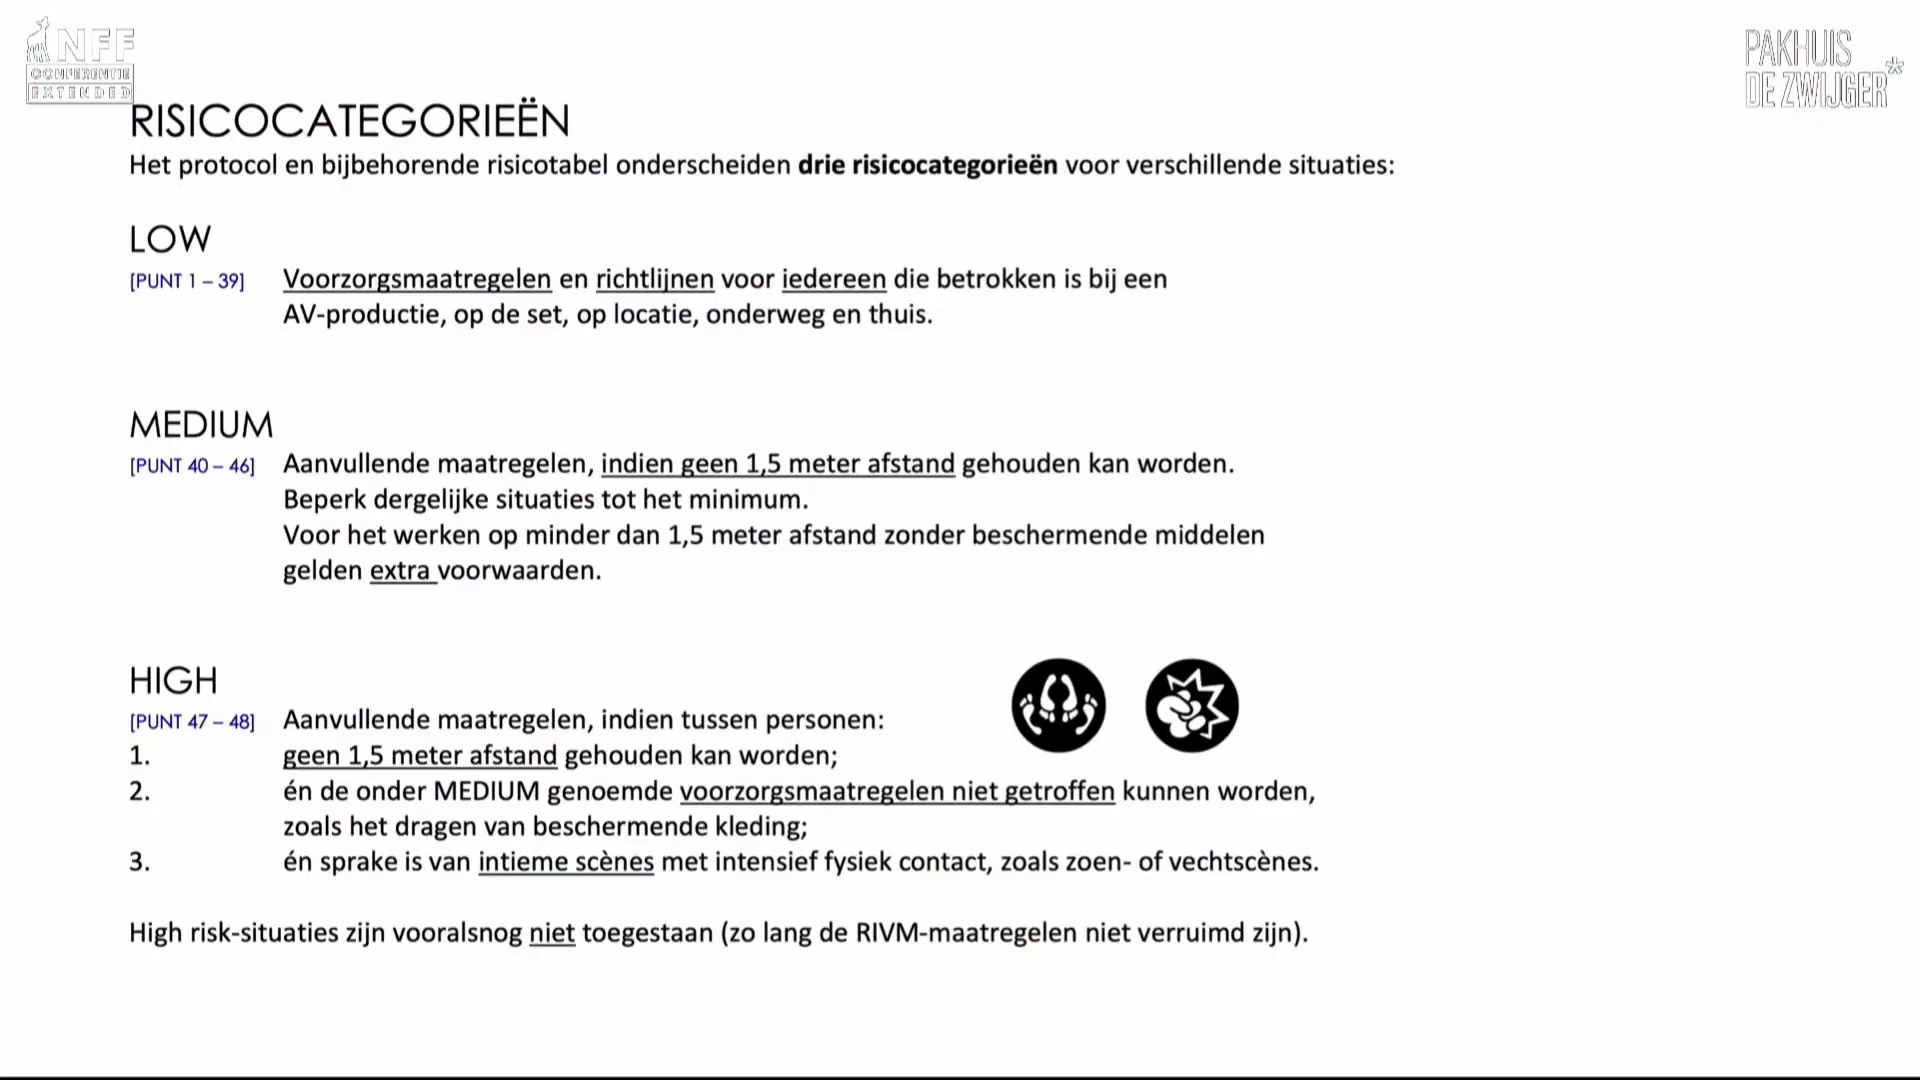 NFF
CONFERENTIE
EXTENDED
PAKHUIS
DE ZWIJGER*
RISICOCATEGORIEËN
Het protocol en bijbehorende risicotabel onderscheiden drie risicocategorieën voor verschillende situaties:
LOW
[PUNT 1 – 39] Voorzorgsmaatregelen en richtlijnen voor iedereen die betrokken is bij een
AV-productie, op de set, op locatie, onderweg en thuis.
MEDIUM
[PUNT 40 – 46] Aanvullende maatregelen, indien geen 1,5 meter afstand gehouden kan worden.
Beperk dergelijke situaties tot het minimum.
Voor het werken op minder dan 1,5 meter afstand zonder beschermende middelen
gelden extra voorwaarden.
HIGH
[PUNT 47 – 48] Aanvullende maatregelen, indien tussen personen:
1. geen 1,5 meter afstand gehouden kan worden;
2. én de onder MEDIUM genoemde voorzorgsmaatregelen niet getroffen kunnen worden,
zoals het dragen van beschermende kleding;
3. én sprake is van intieme scènes met intensief fysiek contact, zoals zoen- of vechtscènes.
High risk-situaties zijn vooralsnog niet toegestaan (zo lang de RIVM-maatregelen niet verruimd zijn).